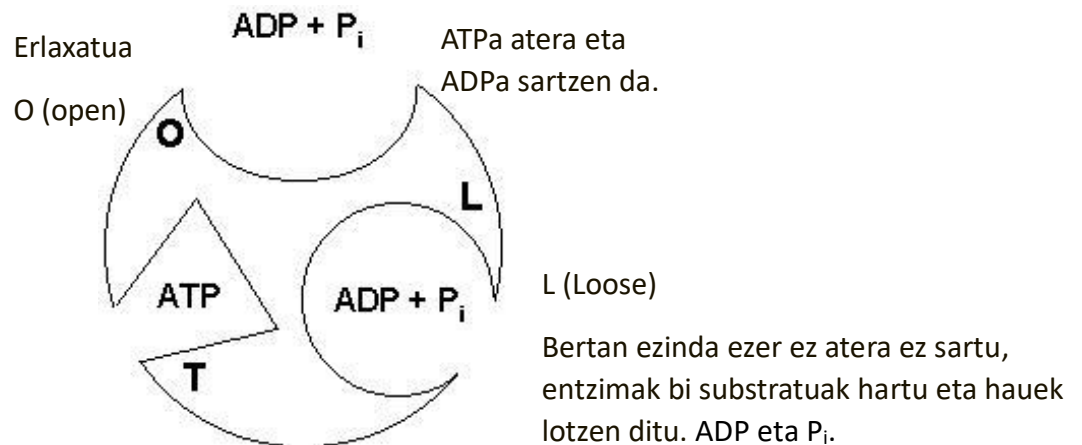 Erlaxatua
O (open)
ADP + Pi
ATPa atera eta
ADPa sartzen da.
O
L
ATP
ADP + Pi
T
L (Loose)
Bertan ezinda ezer ez atera ez sartu,
entzimak bi substratuak hartu eta hauek
lotzen ditu. ADP eta Pi.